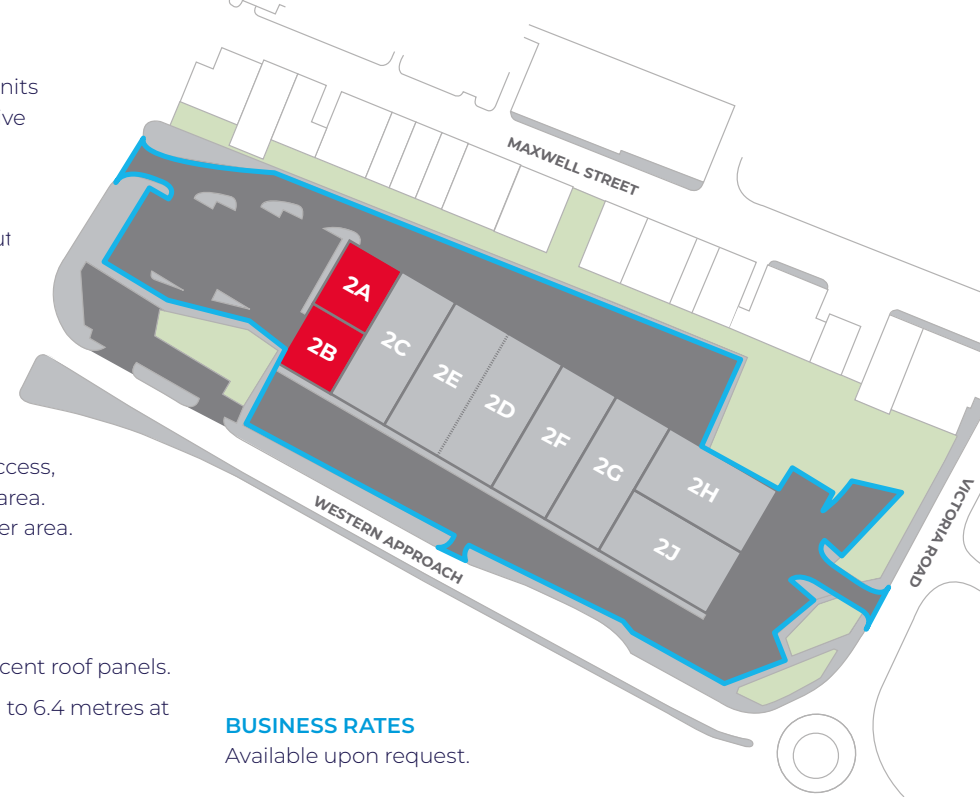 nits
ve
ut
ccess,
area.
er area.
cent roof panels.
to 6.4 metres at
MAXWELL STREET
2A
2B
2C
2E
2D
2F
2G
2H
2J
WESTERN APPROACH
VICTORIA ROAD
BUSINESS RATES
Available upon request.